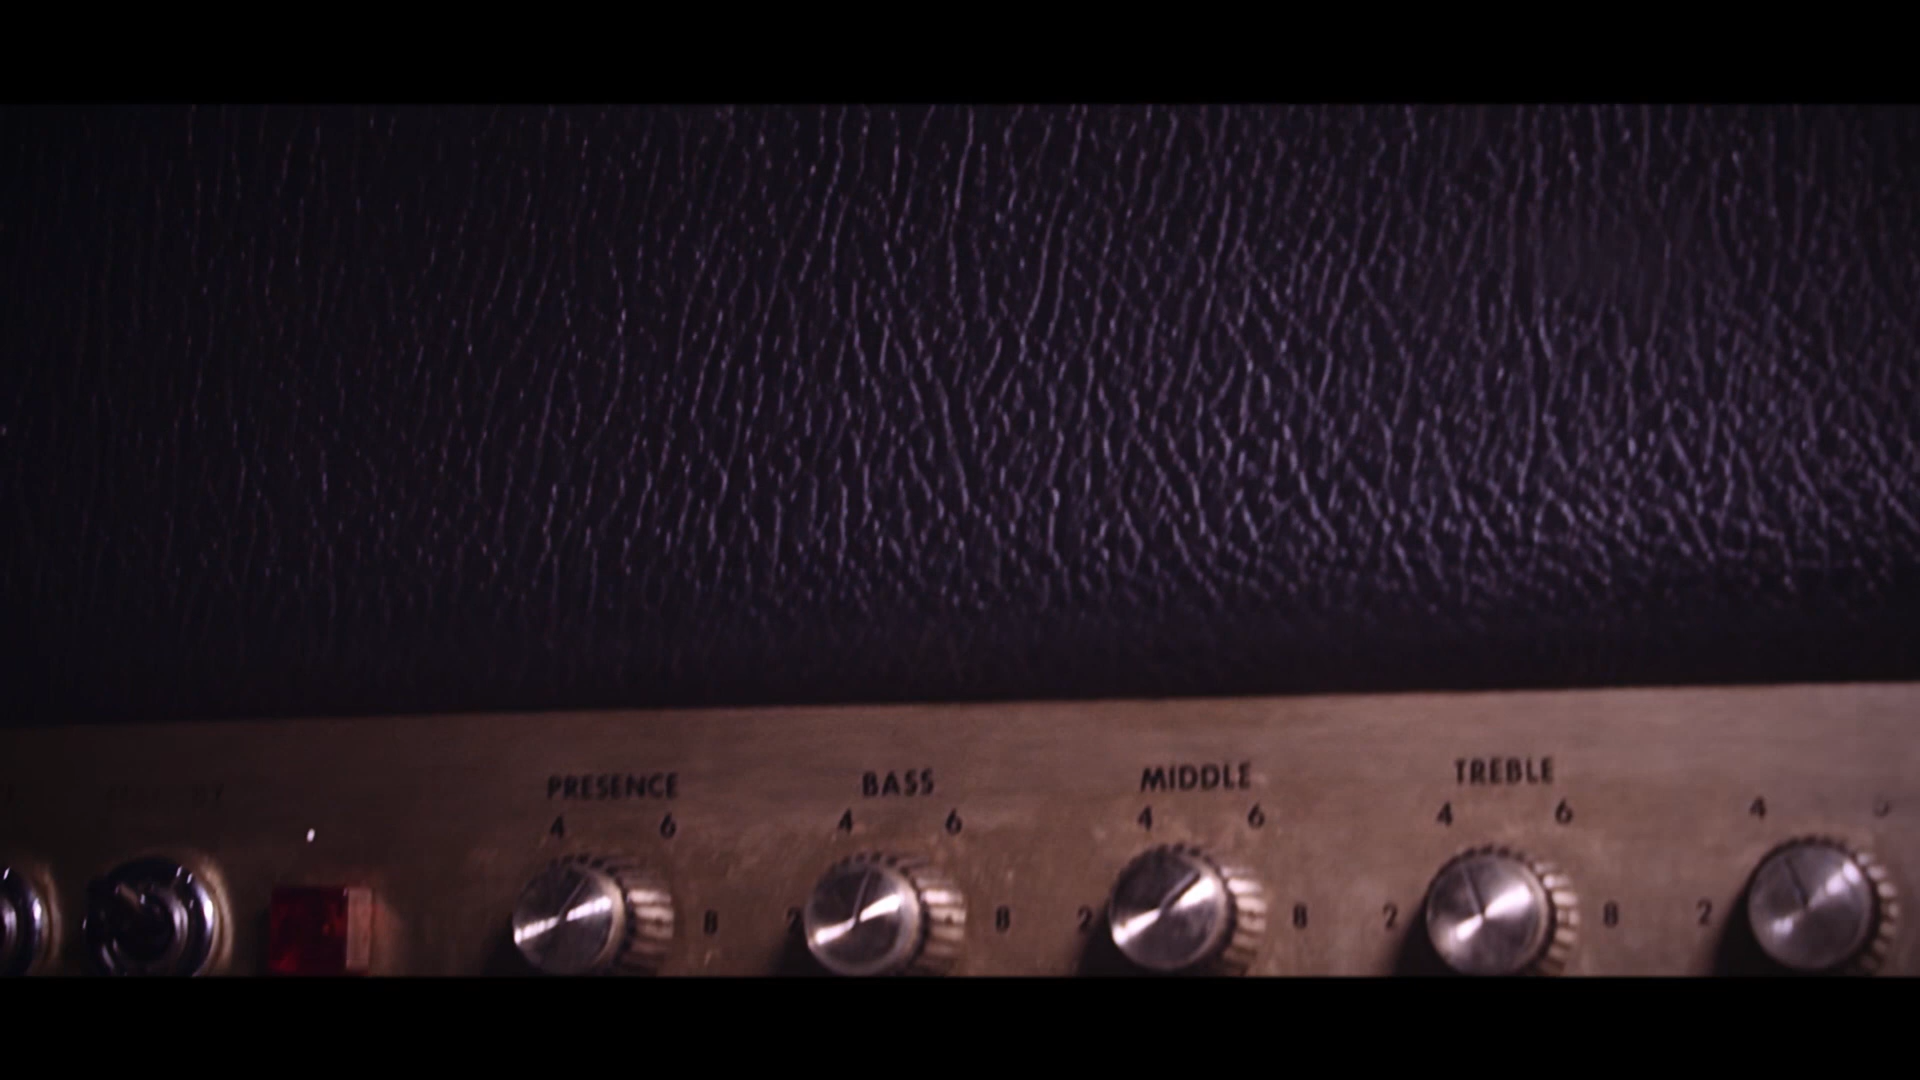 PRESENCE BASS MIDDLE TREBLE
4 6 4 6 4 6 4 6 4
8 2 8 2 8 2 8 2